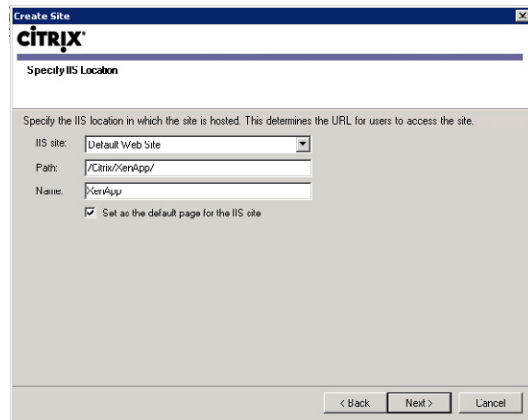 Create Site
CITRIX®
Specify IIS Location
Specify the IIS location in which the site is hosted. This determines the URL for users to access the site.
IIS site: Default Web Site
Path: /Citrix/XenApp/
Name: XenApp
Set as the default page for the IIS site
< Back Next > Cancel